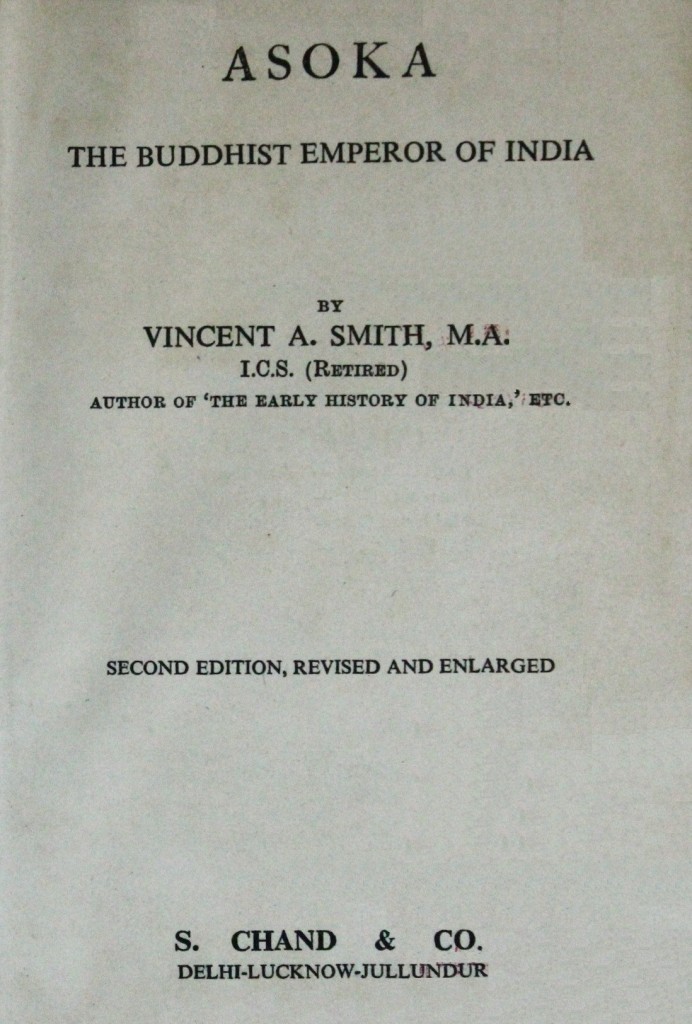 ASOKA
THE BUDDHIST EMPEROR OF INDIA
BY
VINCENT A. SMITH, M.A.
I.C.S. (RETIRED)
AUTHOR OF ‘THE EARLY HISTORY OF INDIA,’ ETC.
SECOND EDITION, REVISED AND ENLARGED
S. CHAND & CO.
DELHI-LUCKNOW-JULLUNDUR